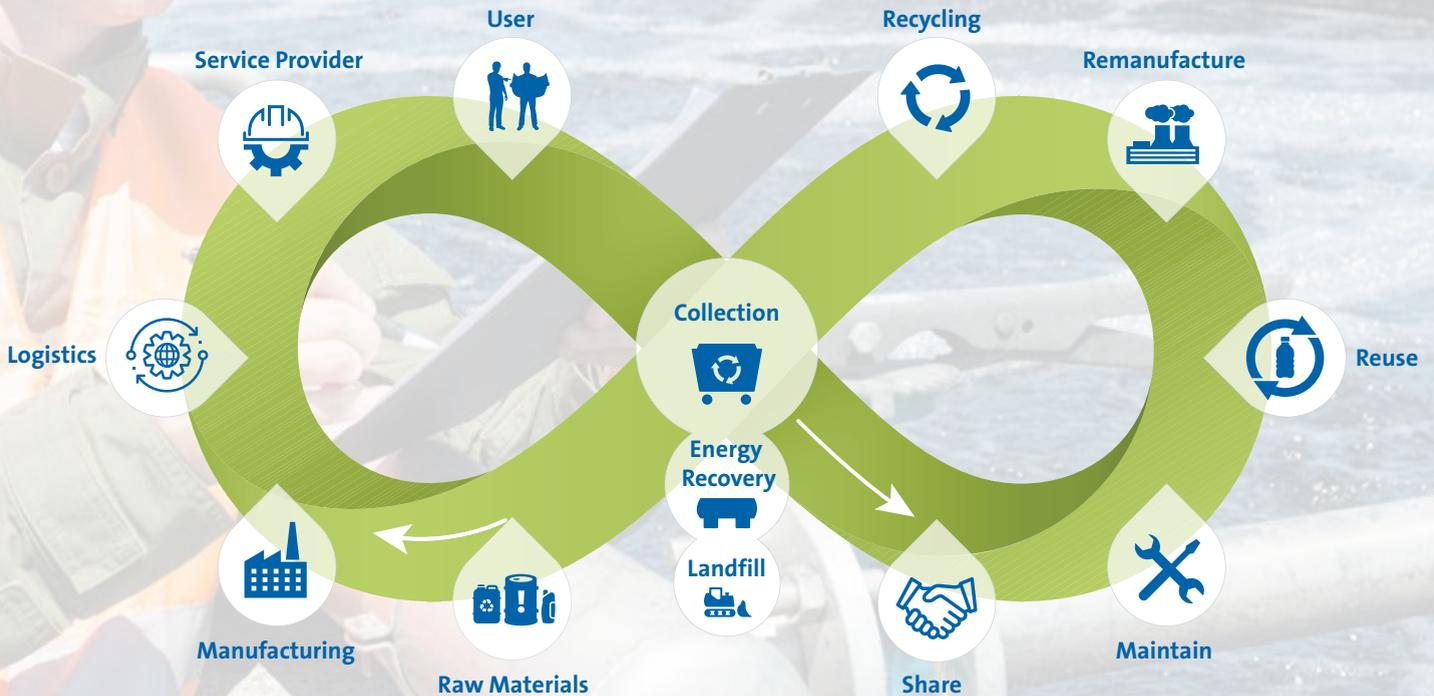 User
Recycling
Service Provider
Remanufacture
Collection
Logistics
Reuse
Energy
Recovery
Landfill
Manufacturing
Maintain
Raw Materials
Share